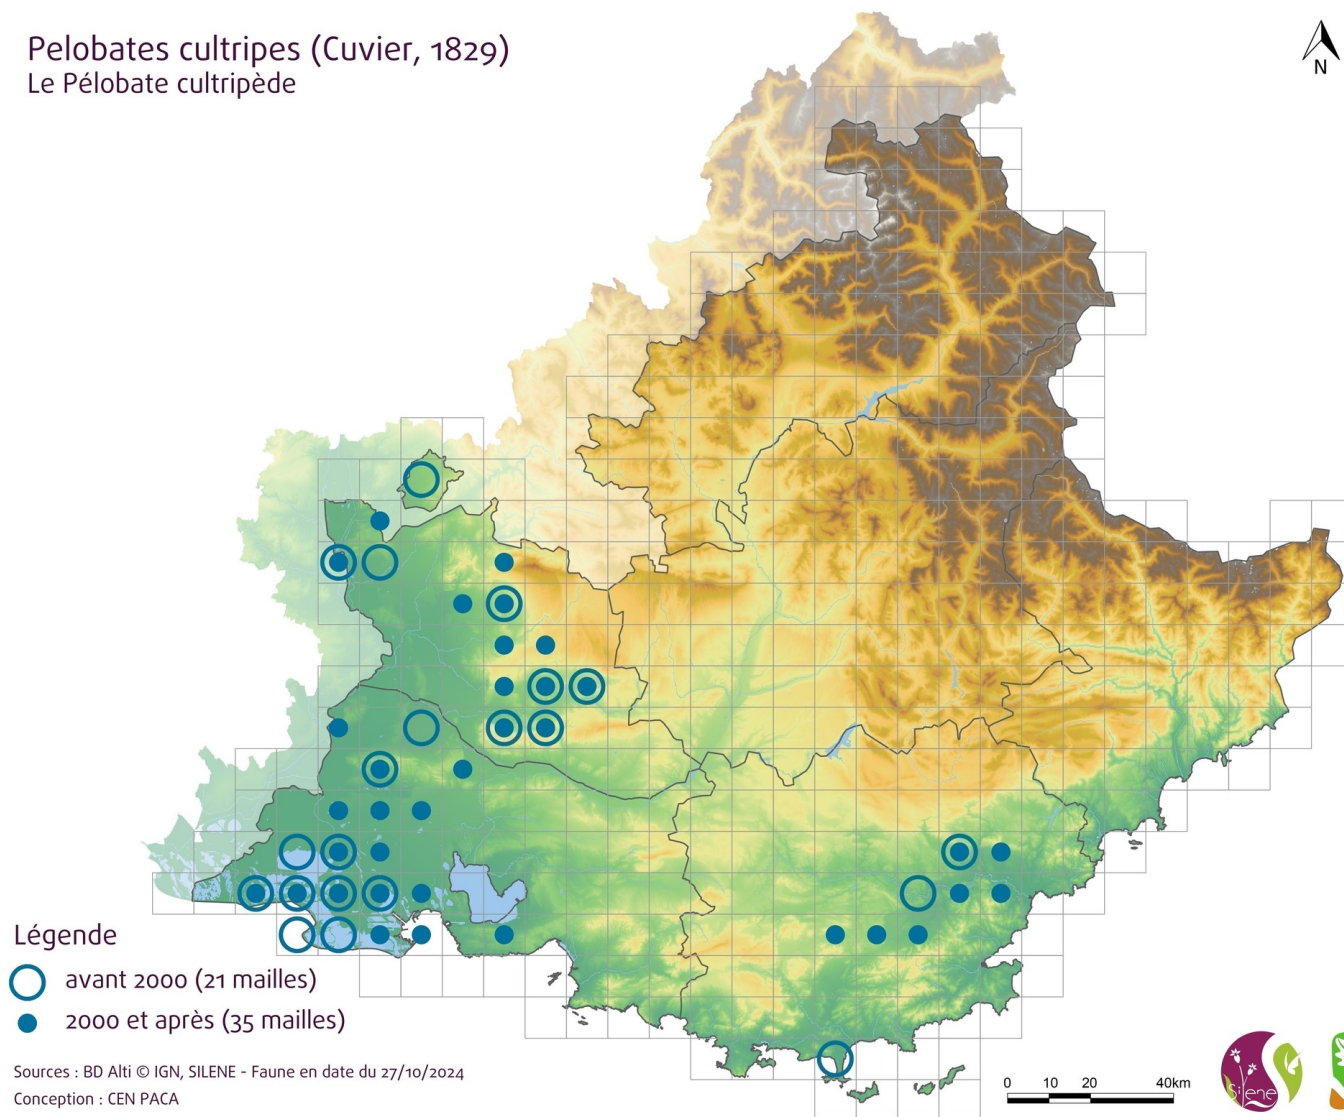 Pelobates cultripes (Cuvier, 1829)
Le Pélobate cultripède
N
Légende
avant 2000 (21 mailles)
2000 et après (35 mailles)
Sources : BD Alti © IGN, SILENE - Faune en date du 27/10/2024
Conception : CEN PACA
0 10 20 40km
Silene